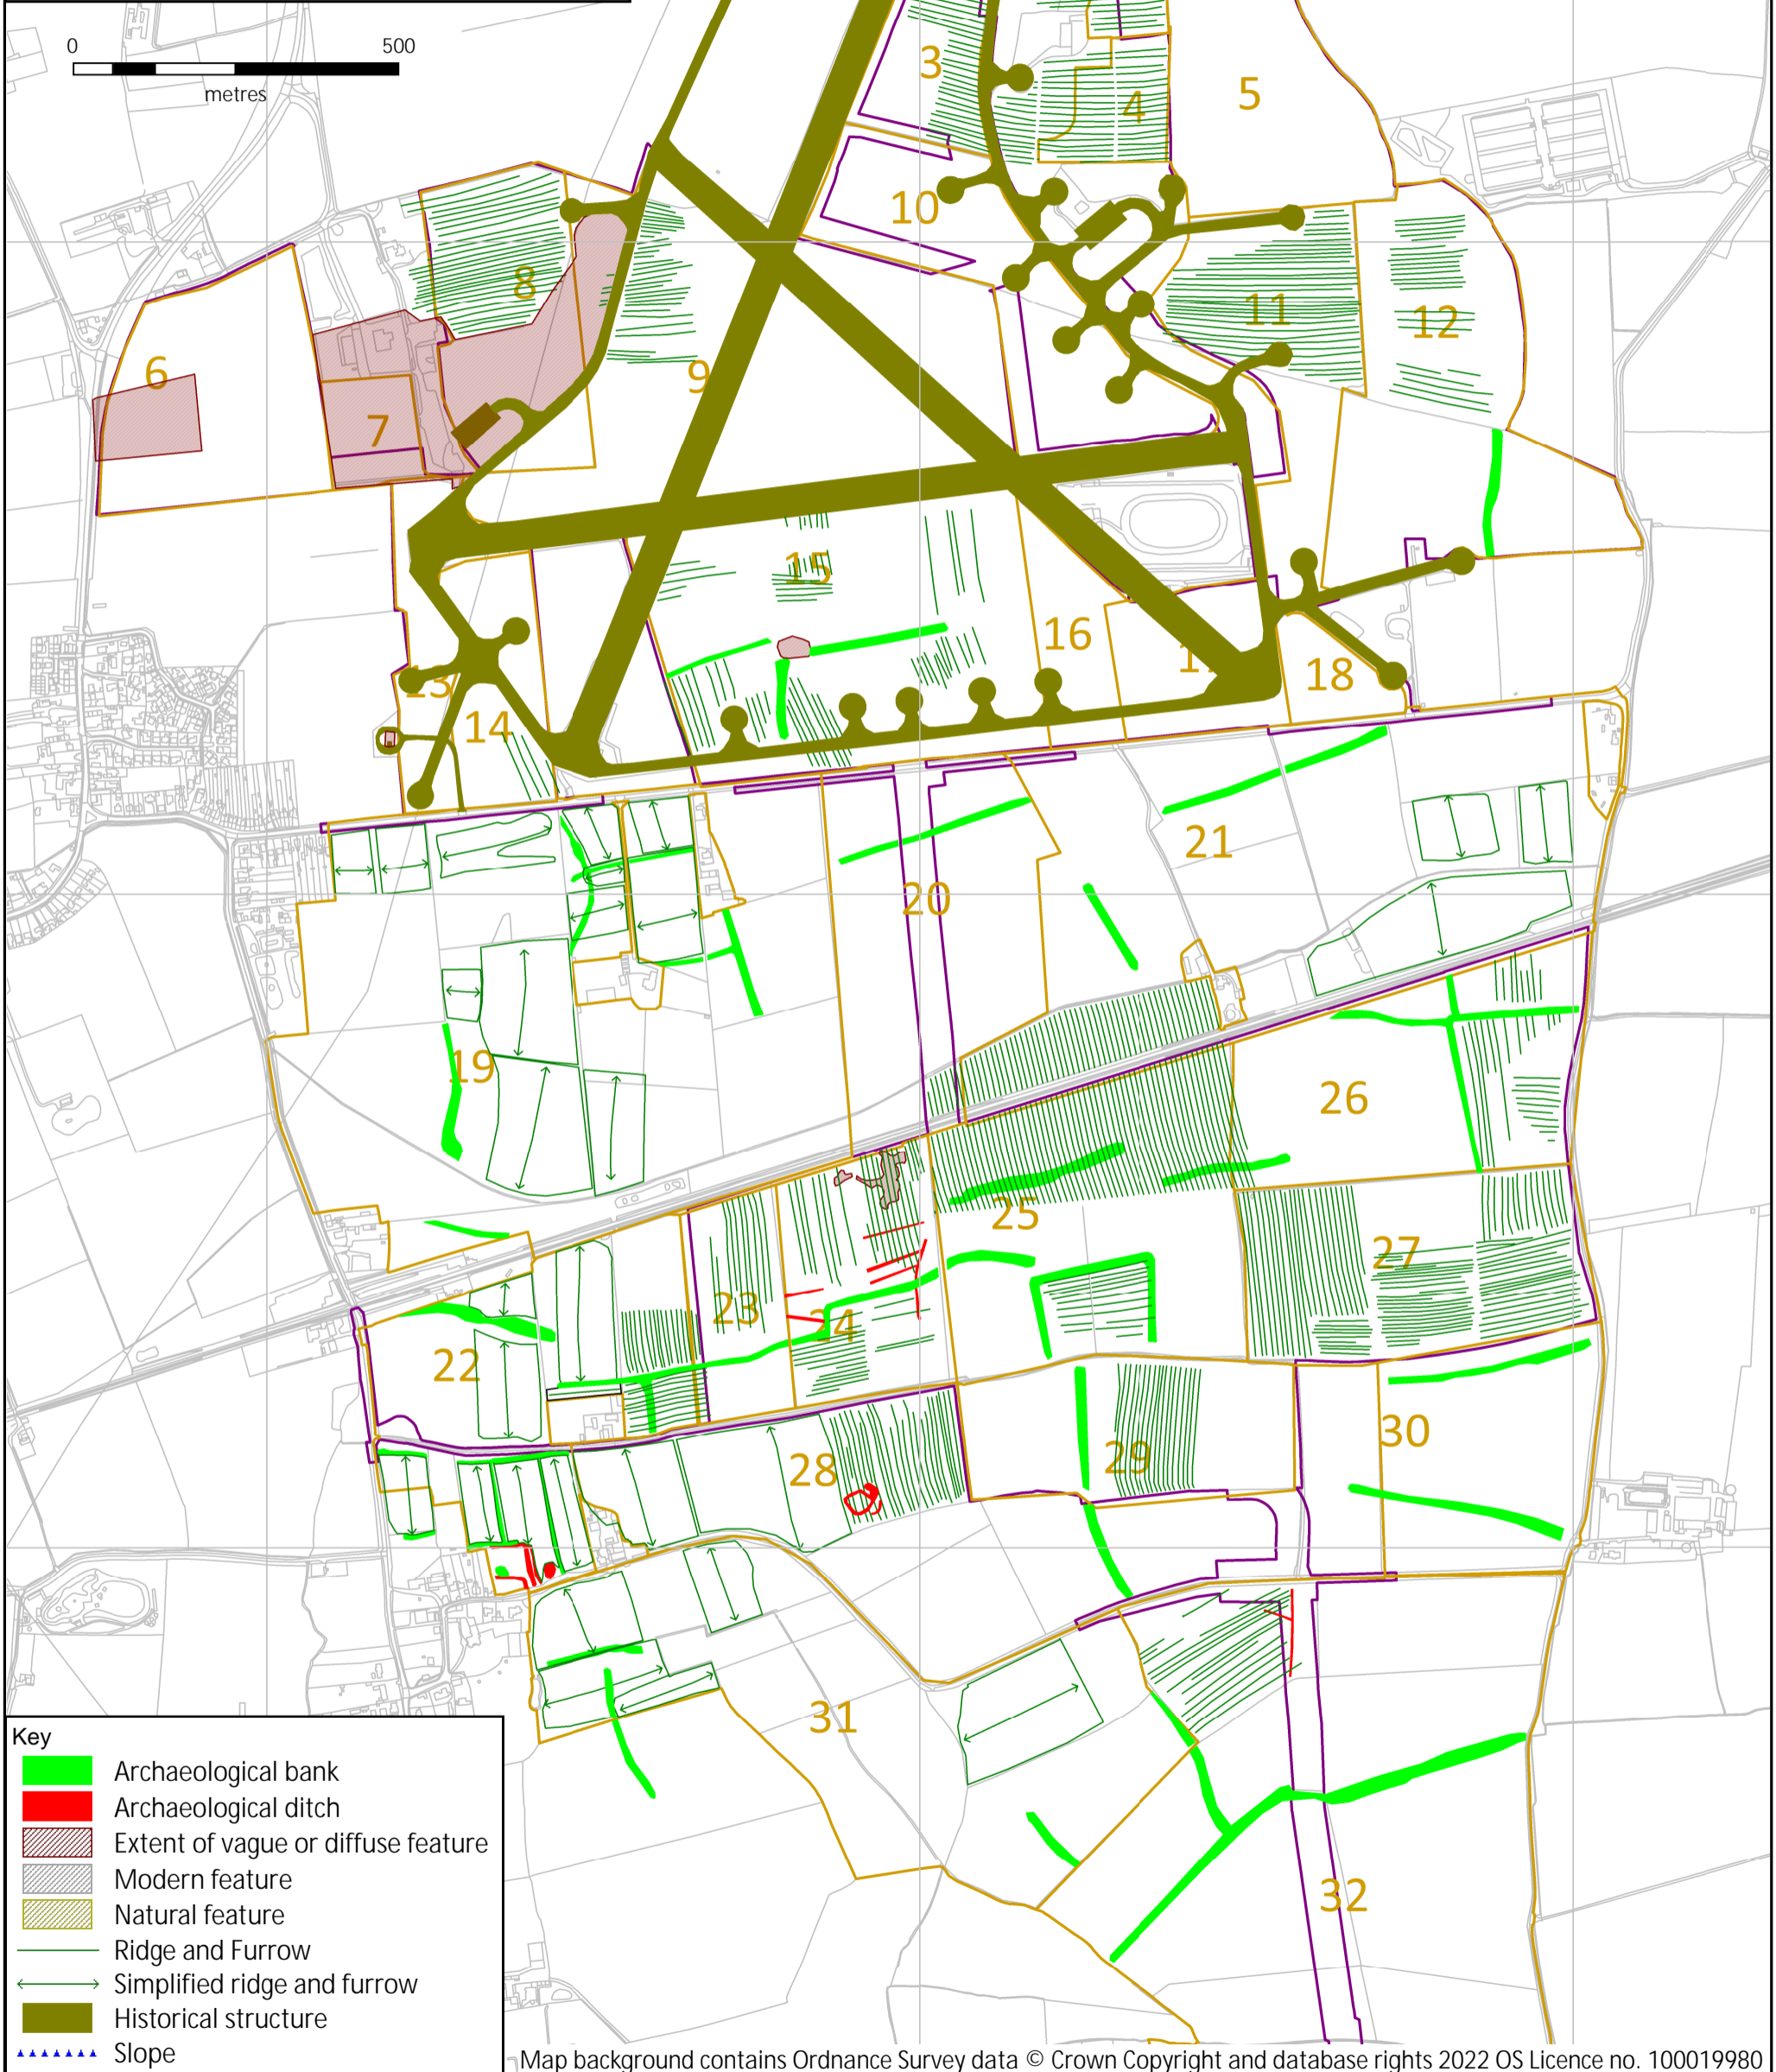 0 500
metres
3
4
5
10
8
11
12
6
9
7
15
16
18
13
14
21
20
19
26
25
27
23
24
22
30
28
29
31
32
Key
Archaeological bank
Archaeological ditch
Extent of vague or diffuse feature
Modern feature
Natural feature
Ridge and Furrow
Simplified ridge and furrow
Historical structure
Slope
Map background contains Ordnance Survey data © Crown Copyright and database rights 2022 OS Licence no. 100019980